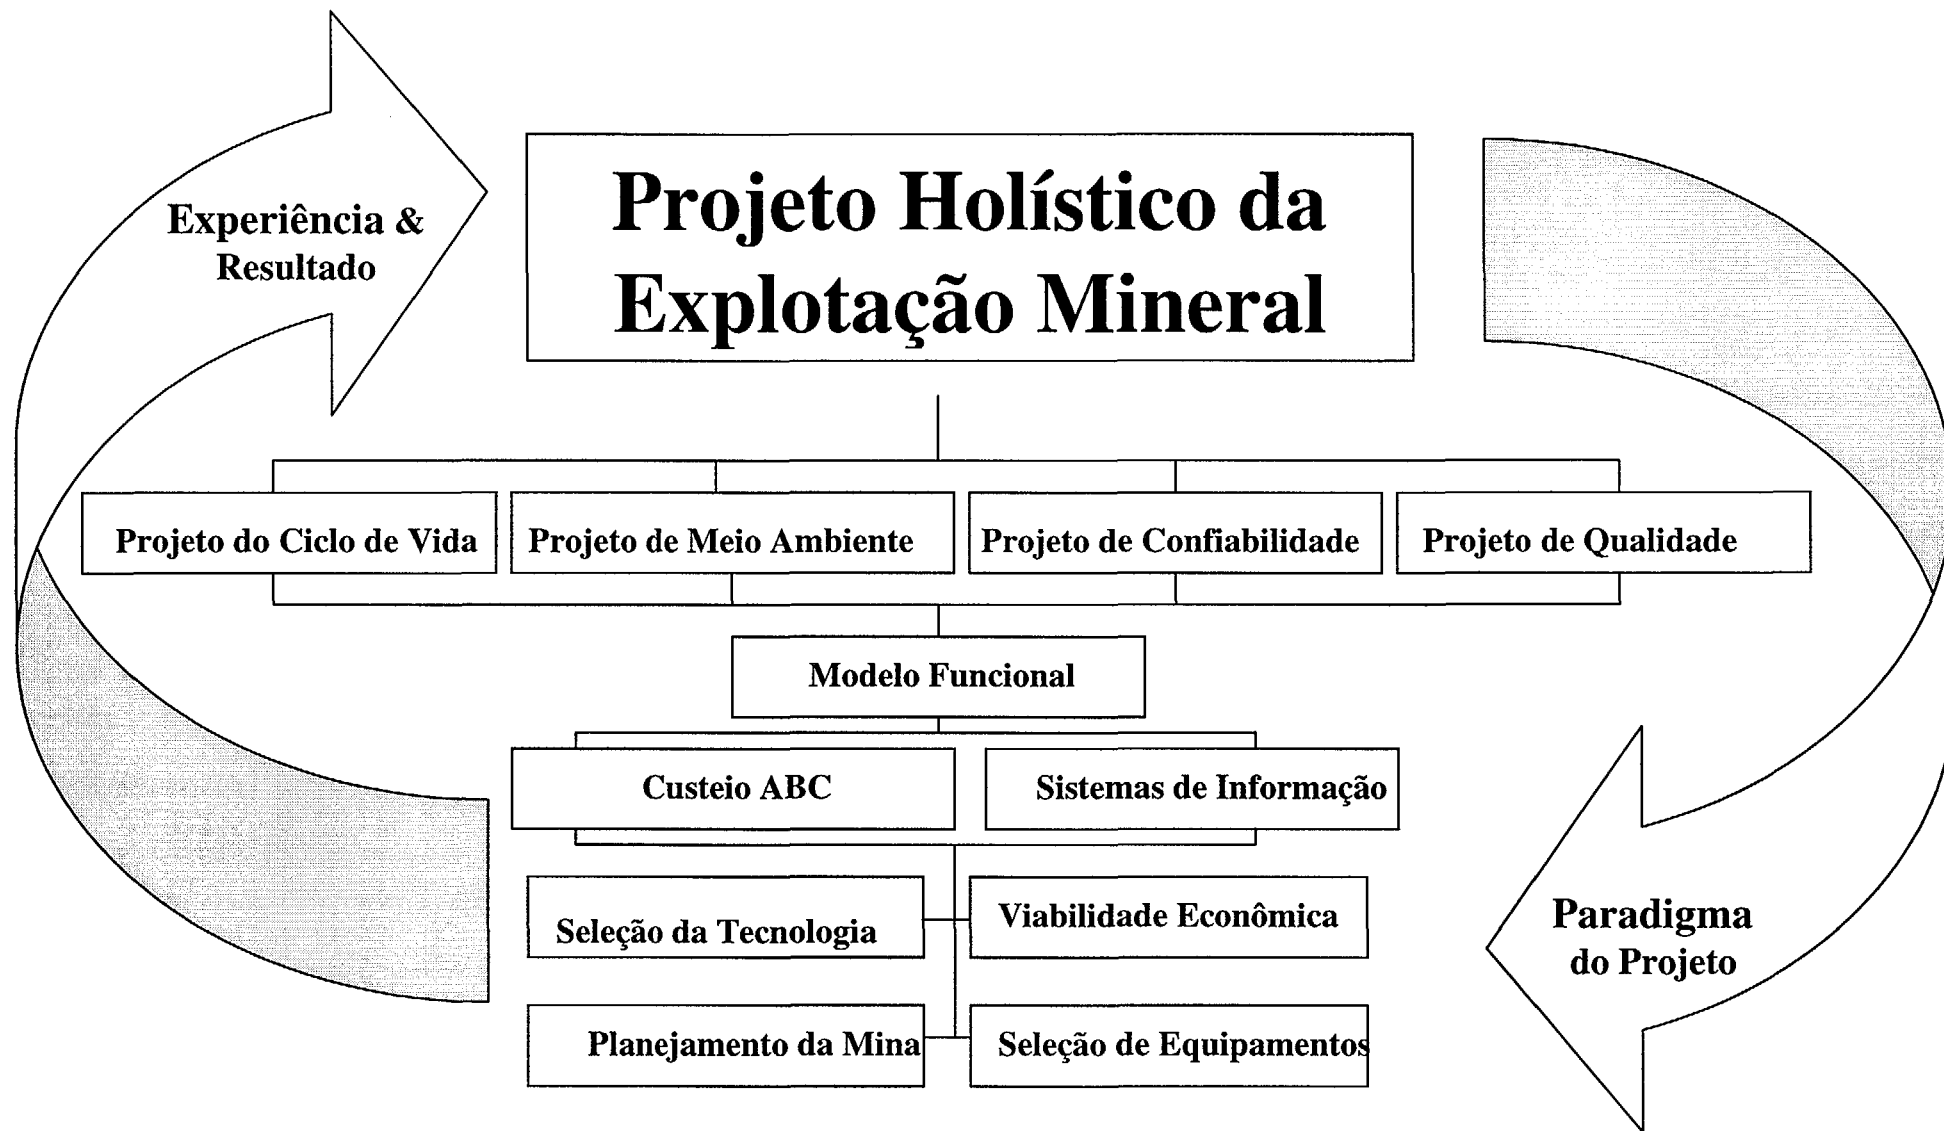 Experiência &
Resultado
Projeto Holístico da
Explotação Mineral
Projeto do Ciclo de Vida
Projeto de Meio Ambiente
Projeto de Confiabilidade
Projeto de Qualidade
Modelo Funcional
Custeio ABC
Sistemas de Informação
Seleção da Tecnologia
Viabilidade Econômica
Planejamento da Mina
Seleção de Equipamentos
Paradigma
do Projeto